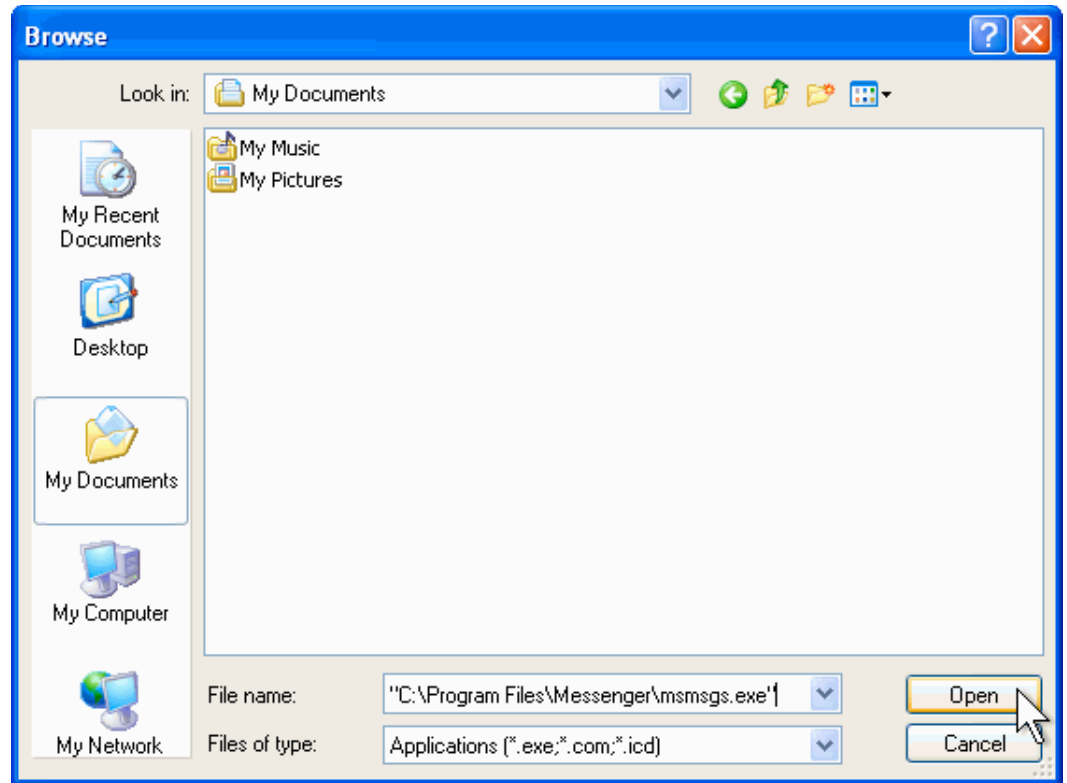 Browse
Look in: My Documents
My Music
My Pictures
My Recent
Documents
Desktop
My Documents
My Computer
My Network
File name: "C:\Program Files\Messenger\msmsgs.exe" Open
Files of type: Applications (*.exe;*.com;*.icd) Cancel